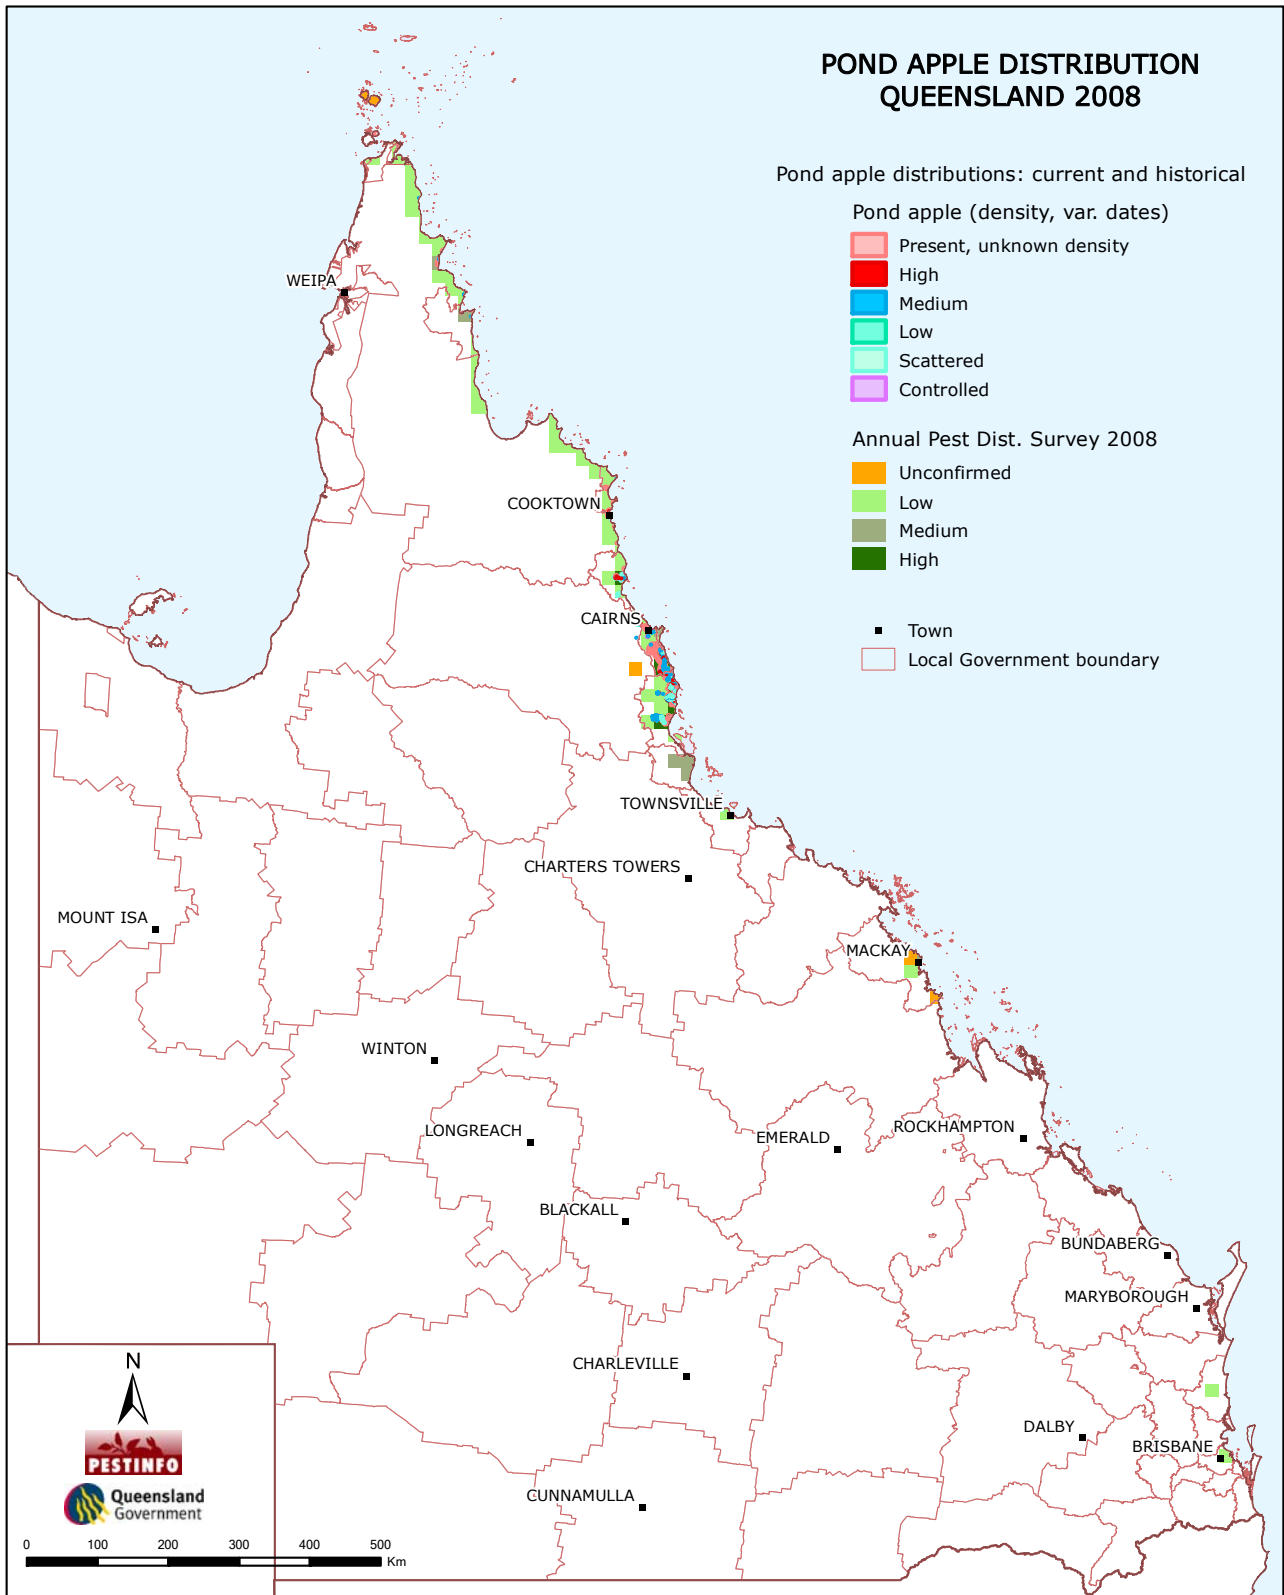 POND APPLE DISTRIBUTION
QUEENSLAND 2008
Pond apple distributions: current and historical
Pond apple (density, var. dates)
Present, unknown density
High
Medium
Low
Scattered
Controlled
Annual Pest Dist. Survey 2008
Unconfirmed
Low
Medium
High
Town
Local Government boundary
WEIPA
COOKTOWN
CAIRNS
TOWNSVILLE
CHARTERS TOWERS
MOUNT ISA
MACKAY
WINTON
LONGREACH
EMERALD
ROCKHAMPTON
BLACKALL
BUNDABERG
MARYBOROUGH
CHARLEVILLE
DALBY
BRISBANE
CUNNAMULLA
N
PESTINFO
Queensland
Government
0 100 200 300 400 500
Km